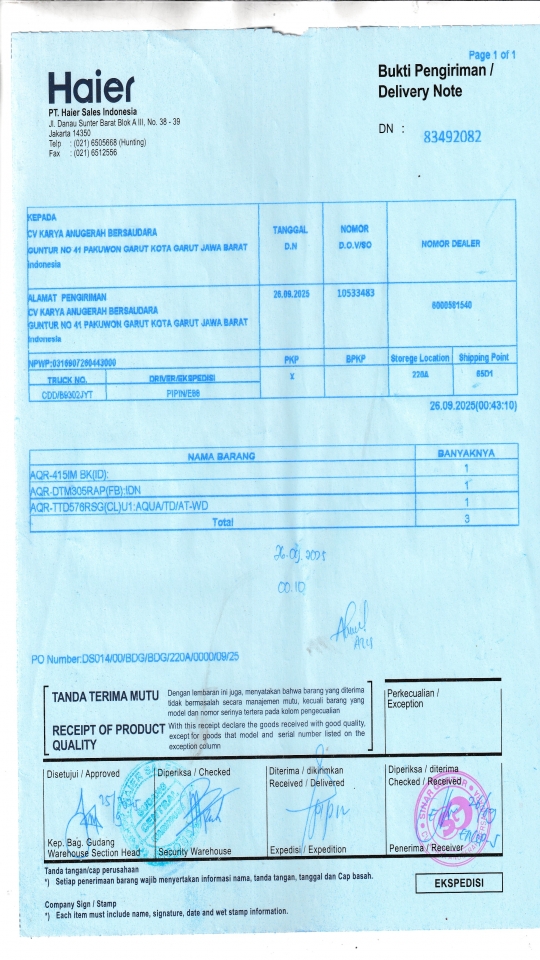 Page 1 of 1
Haier
Bukti Pengiriman /
Delivery Note
PT. Haier Sales Indonesia
Jl. Danau Sunter Barat Blok A III, No. 38 - 39
Jakarta 14350
Telp : (021) 6505668 (Hunting)
Fax : (021) 6512556
DN : 83492082
KEPADA
CV KARYA ANUGERAH BERSAUDARA
GUNTUR NO 41 PAKUWON GARUT KOTA GARUT JAWA BARAT
Indonesia
TANGGAL
D.N
NOMOR
D.O.V/SO
NOMOR DEALER
ALAMAT PENGIRIMAN
CV KARYA ANUGERAH BERSAUDARA
GUNTUR NO 41 PAKUWON GARUT KOTA GARUT JAWA BARAT
Indonesia
26.09.2025
10533483
6000591540
NPWP:0316907260443000
PKP
BPKP
Storege Location
Shipping Point
TRUCK NO.
DRIVER/EKSPEDISI
X
220A
65D1
CDD/B9302JYT
PIPIN/E88
26.09.2025(00:43:10)
NAMA BARANG
BANYAKNYA
AQR-415IM BK(ID):
1
AQR-DTM305RAP(FB):IDN
1
AQR-TTD576RSG(CL)U1:AQUA/TD/AT-WD
1
Total
3
26.09.2025
00.10
PO Number:DS014/00/BDG/BDG/220A/0000/09/25
TANDA TERIMA MUTU
Dengan lembaran ini juga, menyatakan bahwa barang yang diterima
tidak bermasalah secara manajemen mutu, kecuali barang yang
model dan nomor serinya tertera pada kolom pengecualian
RECEIPT OF PRODUCT
QUALITY
With this receipt declare the goods received with good quality,
except for goods that model and serial number listed on the
exception column
Perkecualian /
Exception
Disetujui / Approved
Diperiksa / Checked
Diterima / dikirimkan
Received / Delivered
Diperiksa / diterima
Checked / Received
Kep. Bag. Gudang
Warehouse Section Head
Security Warehouse
Expedisi / Expedition
Penerima / Receiver
Tanda tangan/cap perusahaan
*) Setiap penerimaan barang wajib menyertakan informasi nama, tanda tangan, tanggal dan Cap basah.
EKSPEDISI
Company Sign / Stamp
*) Each item must include name, signature, date and wet stamp information.